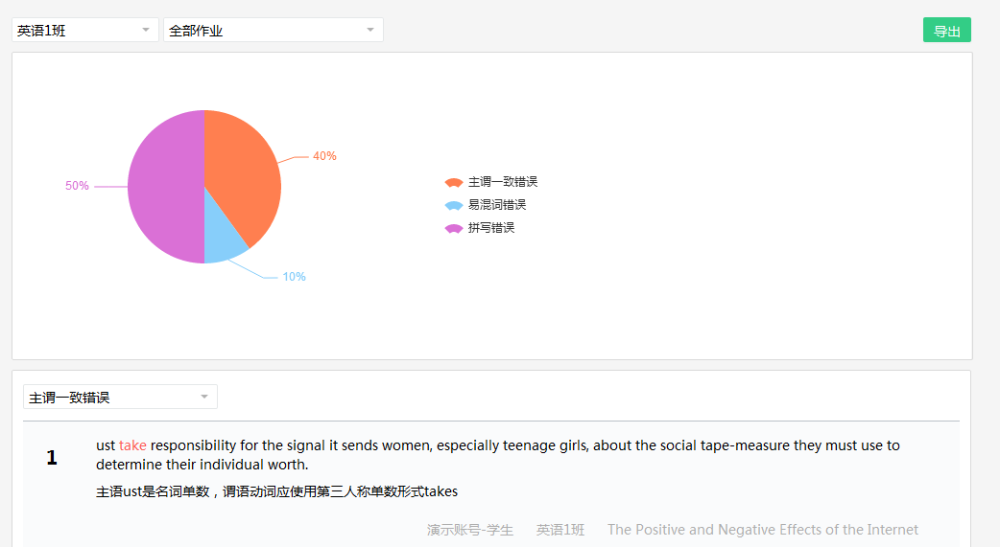 英语1班 全部作业 导出
40%
50%
10%
主谓一致错误
易混词错误
拼写错误
主谓一致错误
1
ust take responsibility for the signal it sends women, especially teenage girls, about the social tape-measure they must use to
determine their individual worth.
主语ust是名词单数，谓语动词应使用第三人称单数形式takes
演示账号-学生 英语1班 The Positive and Negative Effects of the Internet